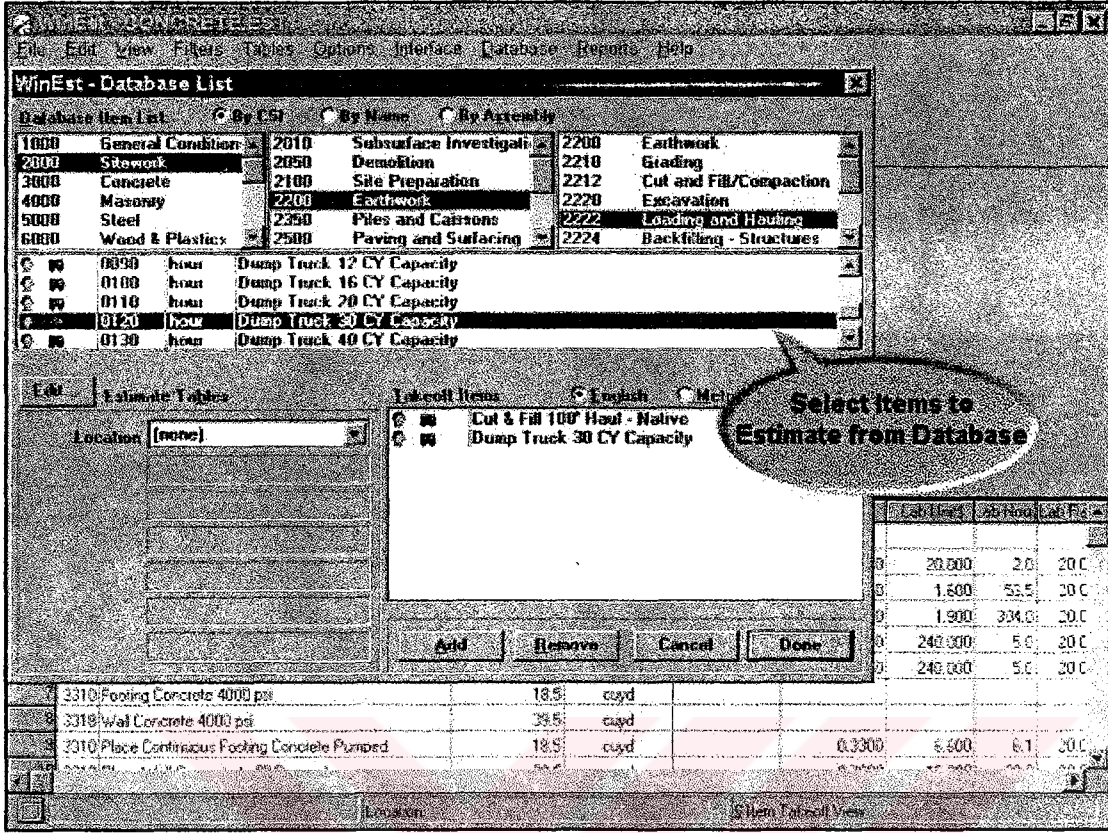 WINEST - CONCRETE.EST
File Edit View Filters Tables Options Interface Database Reports Help
WinEst - Database List
Database Item List By CSI By Name By Assembly
1000 General Condition 2010 Subsurface Investigati 2200 Earthwork
2000 Sitework 2050 Demolition 2210 Grading
3000 Concrete 2100 Site Preparation 2212 Cut and Fill/Compaction
4000 Masonry 2200 Earthwork 2220 Excavation
5000 Steel 2350 Piles and Caissons 2222 Loading and Hauling
6000 Wood & Plastics 2500 Paving and Surfacing 2224 Backfilling - Structures
0090 hour Dump Truck 12 CY Capacity
0100 hour Dump Truck 16 CY Capacity
0110 hour Dump Truck 20 CY Capacity
0120 hour Dump Truck 30 CY Capacity
0130 hour Dump Truck 40 CY Capacity
Edit Estimate Tables Takeoff Items English Met
Location (none)
Cut & Fill 100' Haul - Native
Dump Truck 30 CY Capacity
Select Items to
Estimate from Database
20.000 2.0 20.0
1.600 53.5 20.0
1.900 20.0
240.000 5.0 20.0
240.000 5.0 20.0
Add Remove Cancel Done
7 3310 Footing Concrete 4000 psi 18.5 cuyd
8 3310 Wall Concrete 4000 psi 39.5 cuyd
9 3310 Place Continuous Footing Concrete Pumped 18.5 cuyd 0.3300 6.600 6.1 20.0
Location Item Takeoff View